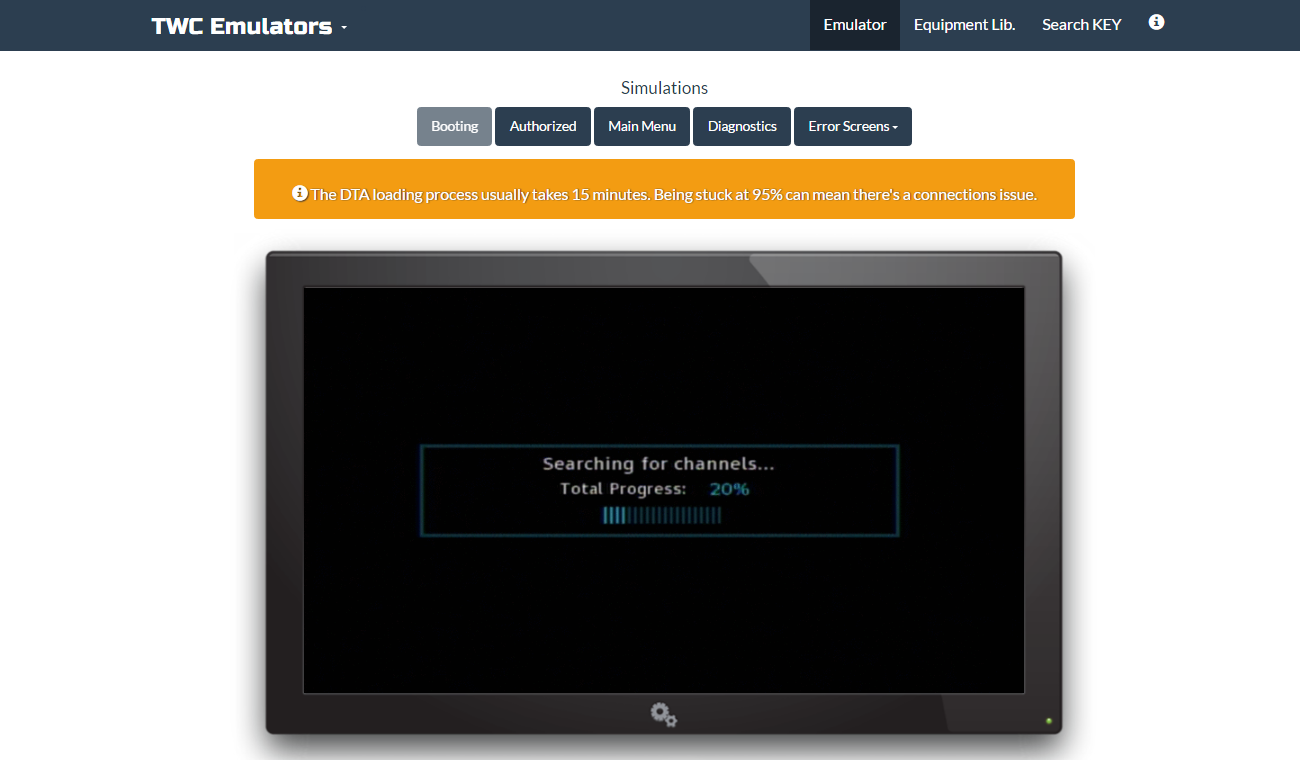 TWC Emulators
Emulator
Equipment Lib.
Search KEY
Simulations
Booting
Authorized
Main Menu
Diagnostics
Error Screens
The DTA loading process usually takes 15 minutes. Being stuck at 95% can mean there's a connections issue.
Searching for channels...
Total Progress: 20%